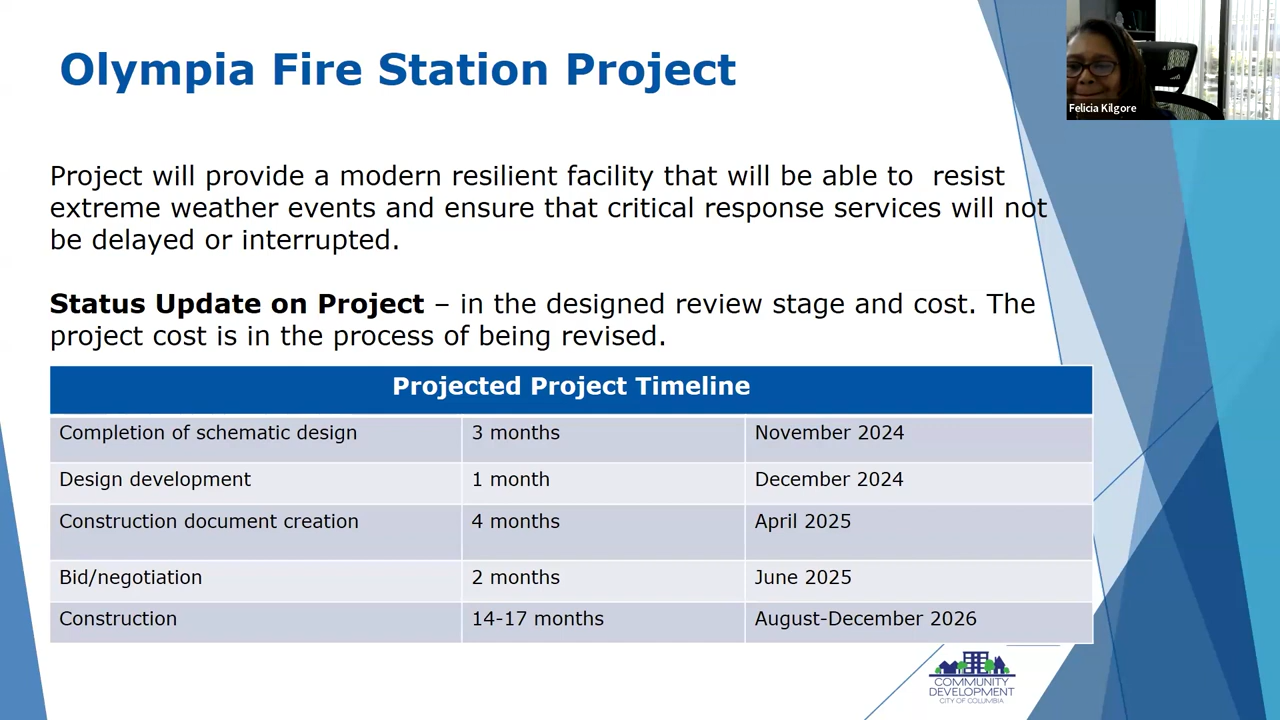 Olympia Fire Station Project
Felicia Kilgore
Project will provide a modern resilient facility that will be able to  resist
extreme weather events and ensure that critical response services will not
be delayed or interrupted.
Status Update on Project – in the designed review stage and cost. The
project cost is in the process of being revised.
Projected Project Timeline
Completion of schematic design 3 months November 2024
Design development 1 month December 2024
Construction document creation 4 months April 2025
Bid/negotiation 2 months June 2025
Construction 14-17 months August-December 2026
COMMUNITY
DEVELOPMENT
CITY OF COLUMBIA